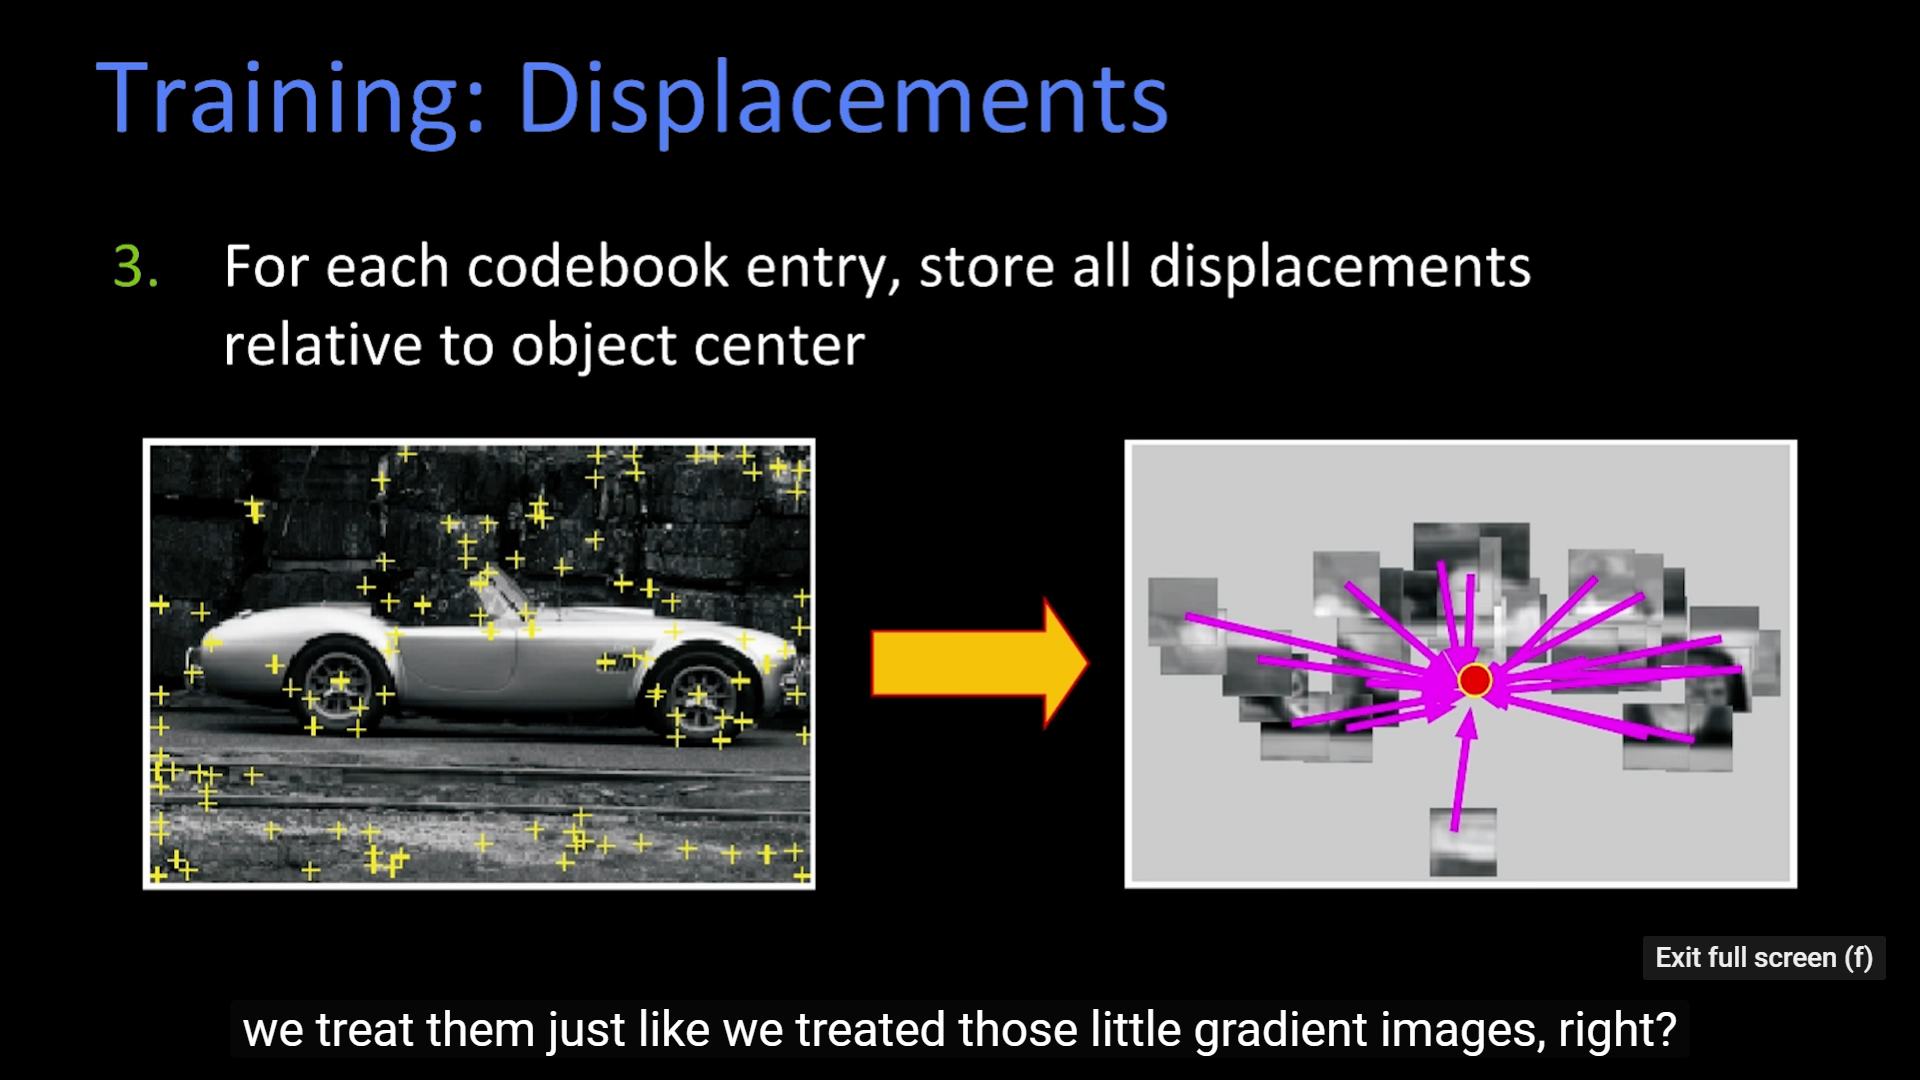 Training: Displacements
3. For each codebook entry, store all displacements
relative to object center
Exit full screen (f)
we treat them just like we treated those little gradient images, right?